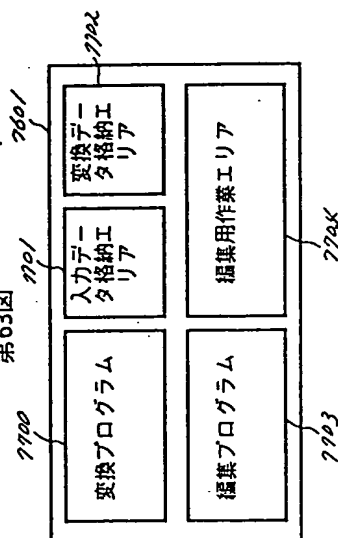 第63図
7601
7700
変換プログラム
7701
入力デー
タ格納エ
リア
7702
変換デー
タ格納エ
リア
7703
編集プログラム
編集用作業エリア